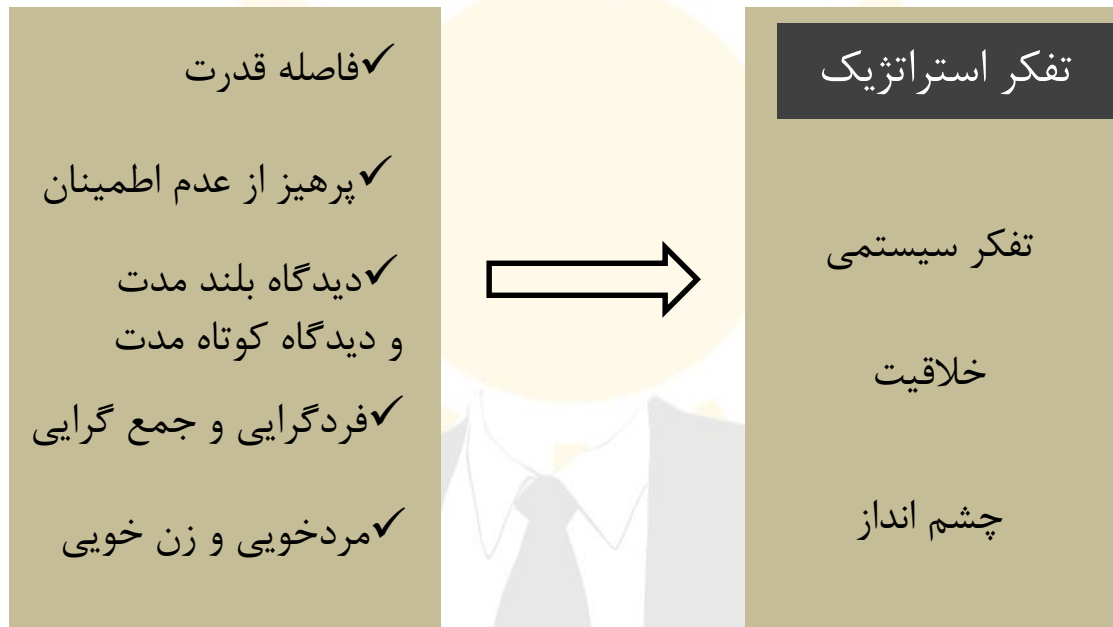 تفکر استراتژیک
تفکر سیستمی
خلاقیت
چشم انداز
✓فاصله قدرت
✓پرهیز از عدم اطمینان
✓دیدگاه بلند مدت
و دیدگاه کوتاه مدت
✓فردگرایی و جمع گرایی
✓مردخویی و زن خویی